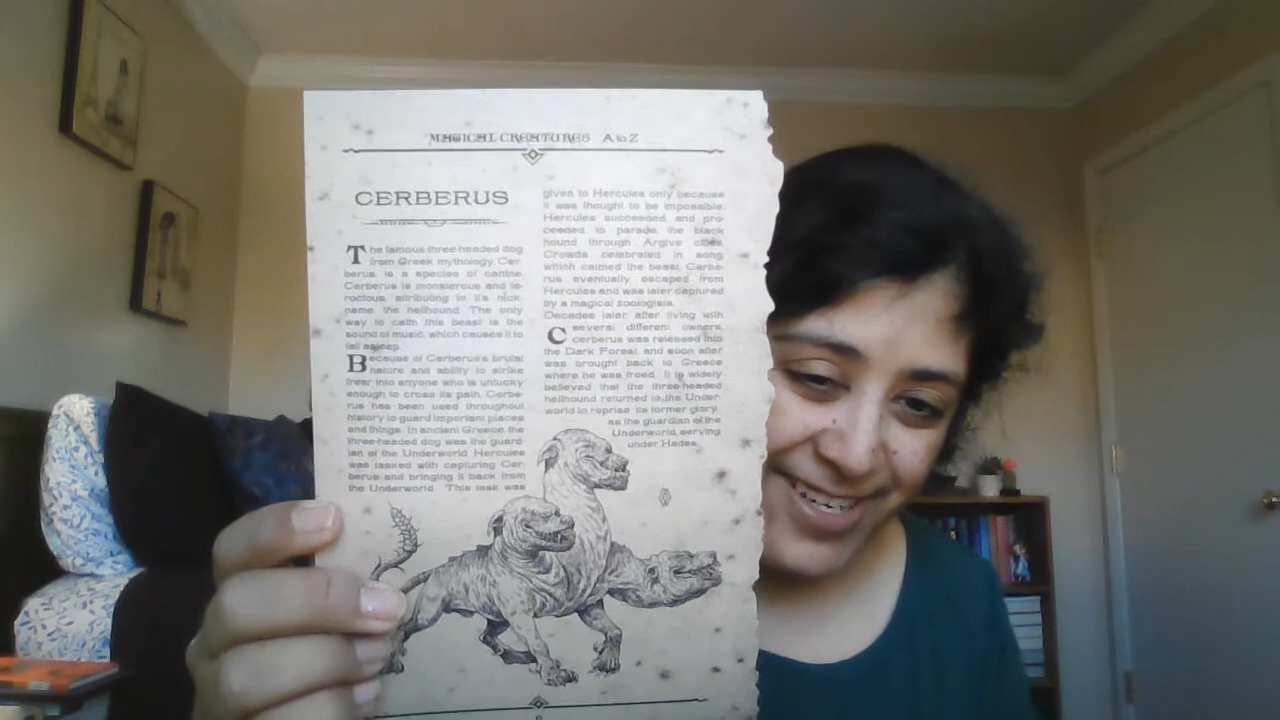 MAGICAL CREATURES A to Z
CERBERUS
The famous three-headed dog
from Greek mythology, Cer-
berus, is a species of canine.
Cerberus is monsterous and fe-
rocious attributing to it's nick-
name the hellhound. The only
way to calm this beast is the
sound of music, which causes it to
fall asleep.
Because of Cerberus's brutal
nature and ability to strike
fear into anyone who is unlucky
enough to cross its path, Cerbe-
rus has been used throughout
history to guard important places
and things. In ancient Greece the
three-headed dog was the guard-
ian of the Underworld. Hercules
was tasked with capturing Cer-
berus and bringing it back from
the Underworld. This task was
given to Hercules only because
it was thought to be impossible.
Hercules succeeded, and pro-
ceeded to parade the black
hound through Argive cities.
Crowds celebrated in song
which calmed the beast. Cerbe-
rus eventually escaped from
Hercules and was later captured
by a magical zoologists.
Decades later after living with
Cseveral different owners,
cerberus was released into
the Dark Forest, and soon after
was brought back to Greece
where he was freed. It is widely
believed that the three-headed
hellhound returned to the Under-
world to reprise its former glory
as the guardian of the
Underworld, serving
under Hades.